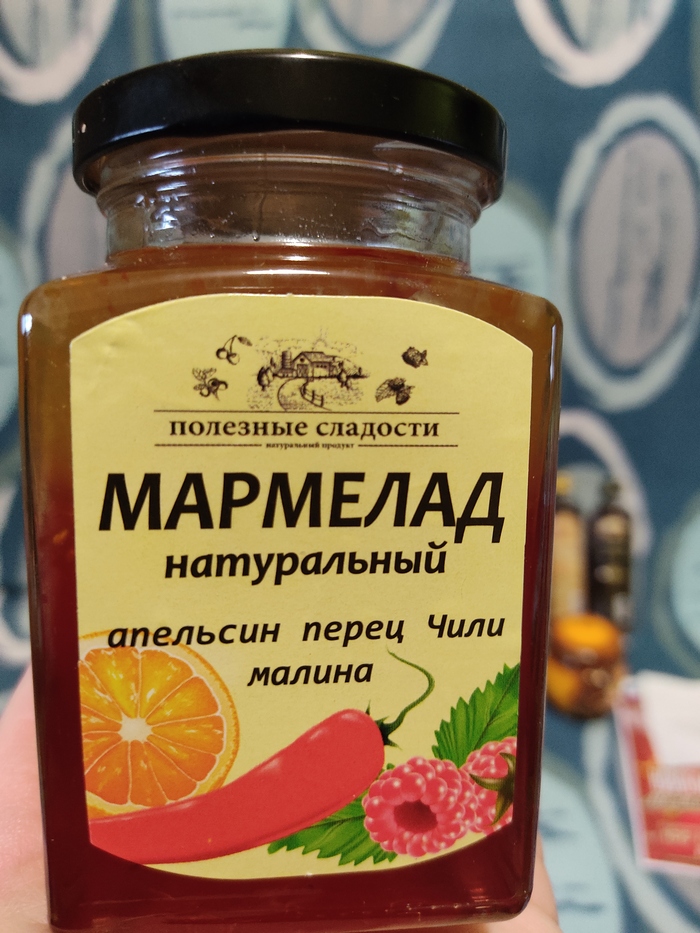 полезные сладости
натуральный продукт
МАРМЕЛАД
натуральный
апельсин перец Чили
малина